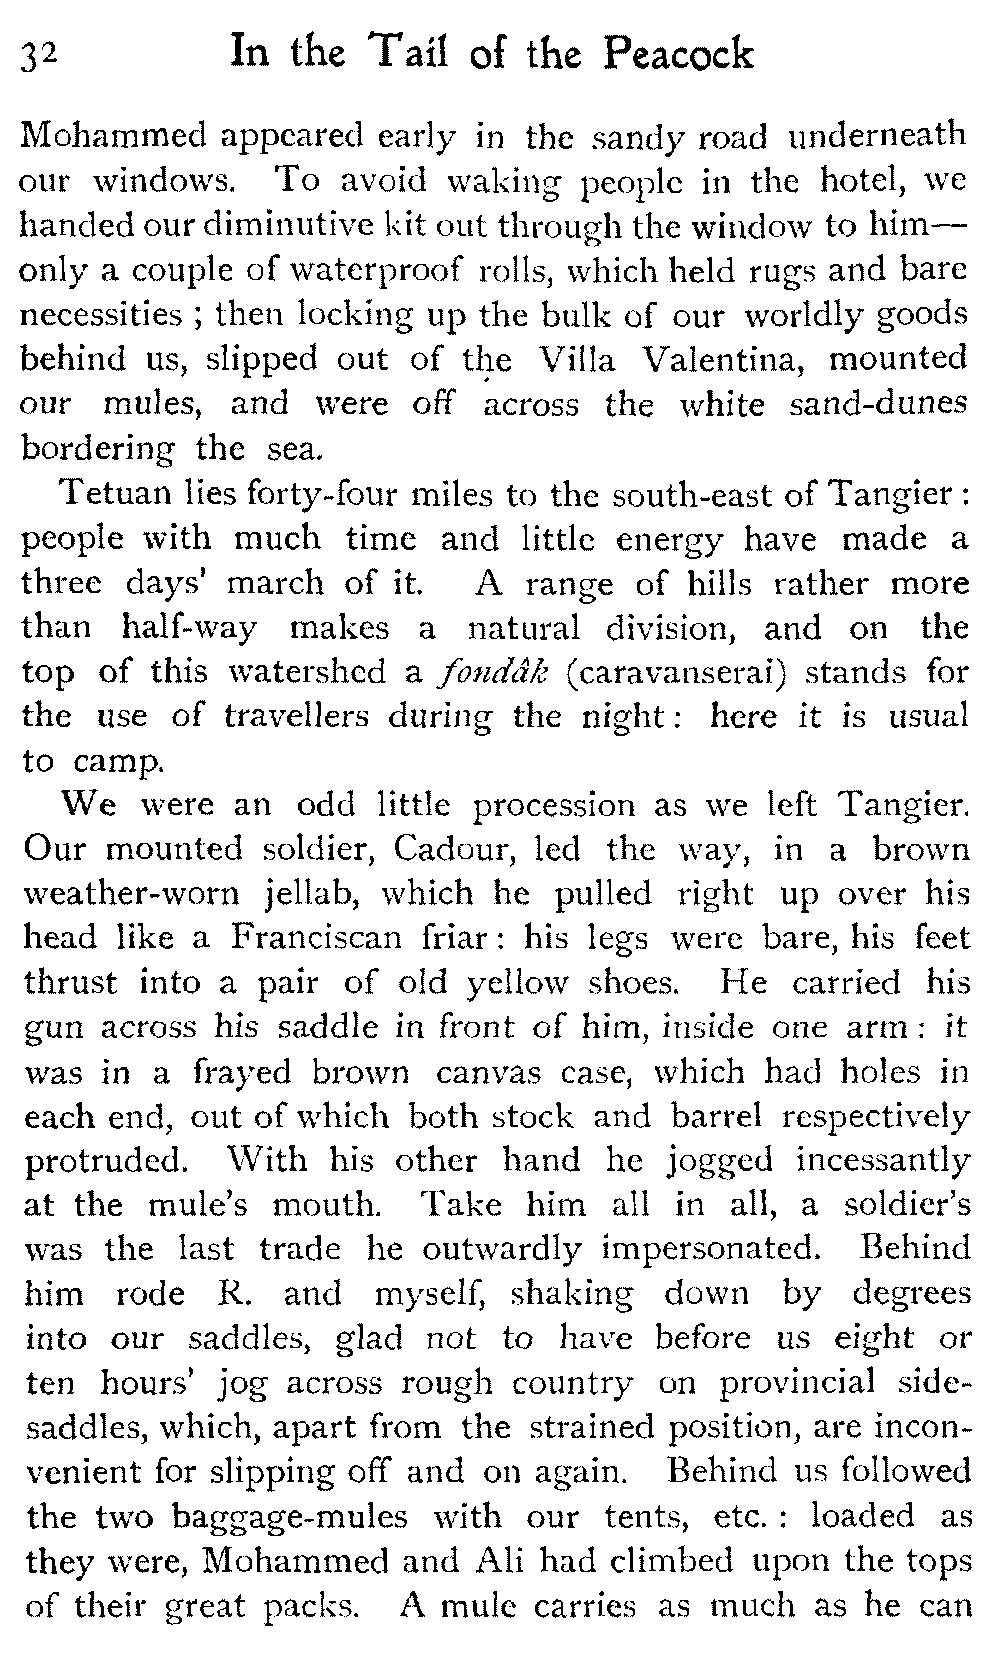 32 In the Tail of the Peacock
Mohammed appeared early in the sandy road underneath
our windows. To avoid waking people in the hotel, we
handed our diminutive kit out through the window to him—
only a couple of waterproof rolls, which held rugs and bare
necessities ; then locking up the bulk of our worldly goods
behind us, slipped out of the Villa Valentina, mounted
our mules, and were off across the white sand-dunes
bordering the sea.
Tetuan lies forty-four miles to the south-east of Tangier :
people with much time and little energy have made a
three days' march of it. A range of hills rather more
than half-way makes a natural division, and on the
top of this watershed a fondâk (caravanserai) stands for
the use of travellers during the night : here it is usual
to camp.
We were an odd little procession as we left Tangier.
Our mounted soldier, Cadour, led the way, in a brown
weather-worn jellab, which he pulled right up over his
head like a Franciscan friar : his legs were bare, his feet
thrust into a pair of old yellow shoes. He carried his
gun across his saddle in front of him, inside one arm : it
was in a frayed brown canvas case, which had holes in
each end, out of which both stock and barrel respectively
protruded. With his other hand he jogged incessantly
at the mule's mouth. Take him all in all, a soldier's
was the last trade he outwardly impersonated. Behind
him rode R. and myself, shaking down by degrees
into our saddles, glad not to have before us eight or
ten hours' jog across rough country on provincial side-
saddles, which, apart from the strained position, are incon-
venient for slipping off and on again. Behind us followed
the two baggage-mules with our tents, etc. : loaded as
they were, Mohammed and Ali had climbed upon the tops
of their great packs. A mule carries as much as he can